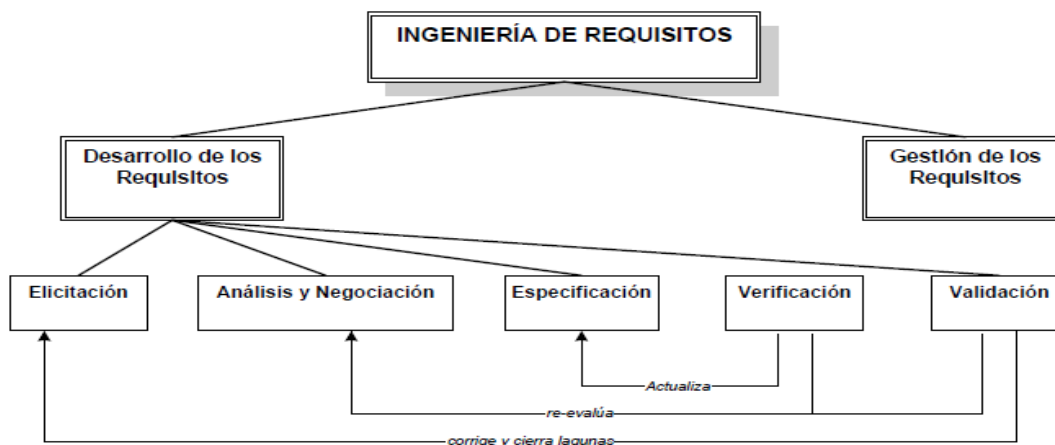 INGENIERÍA DE REQUISITOS
Desarrollo de los
Requisitos
Gestión de los
Requisitos
Elicitación
Análisis y Negociación
Especificación
Verificación
Validación
Actualiza
re-evalúa
corrige y cierra lagunas